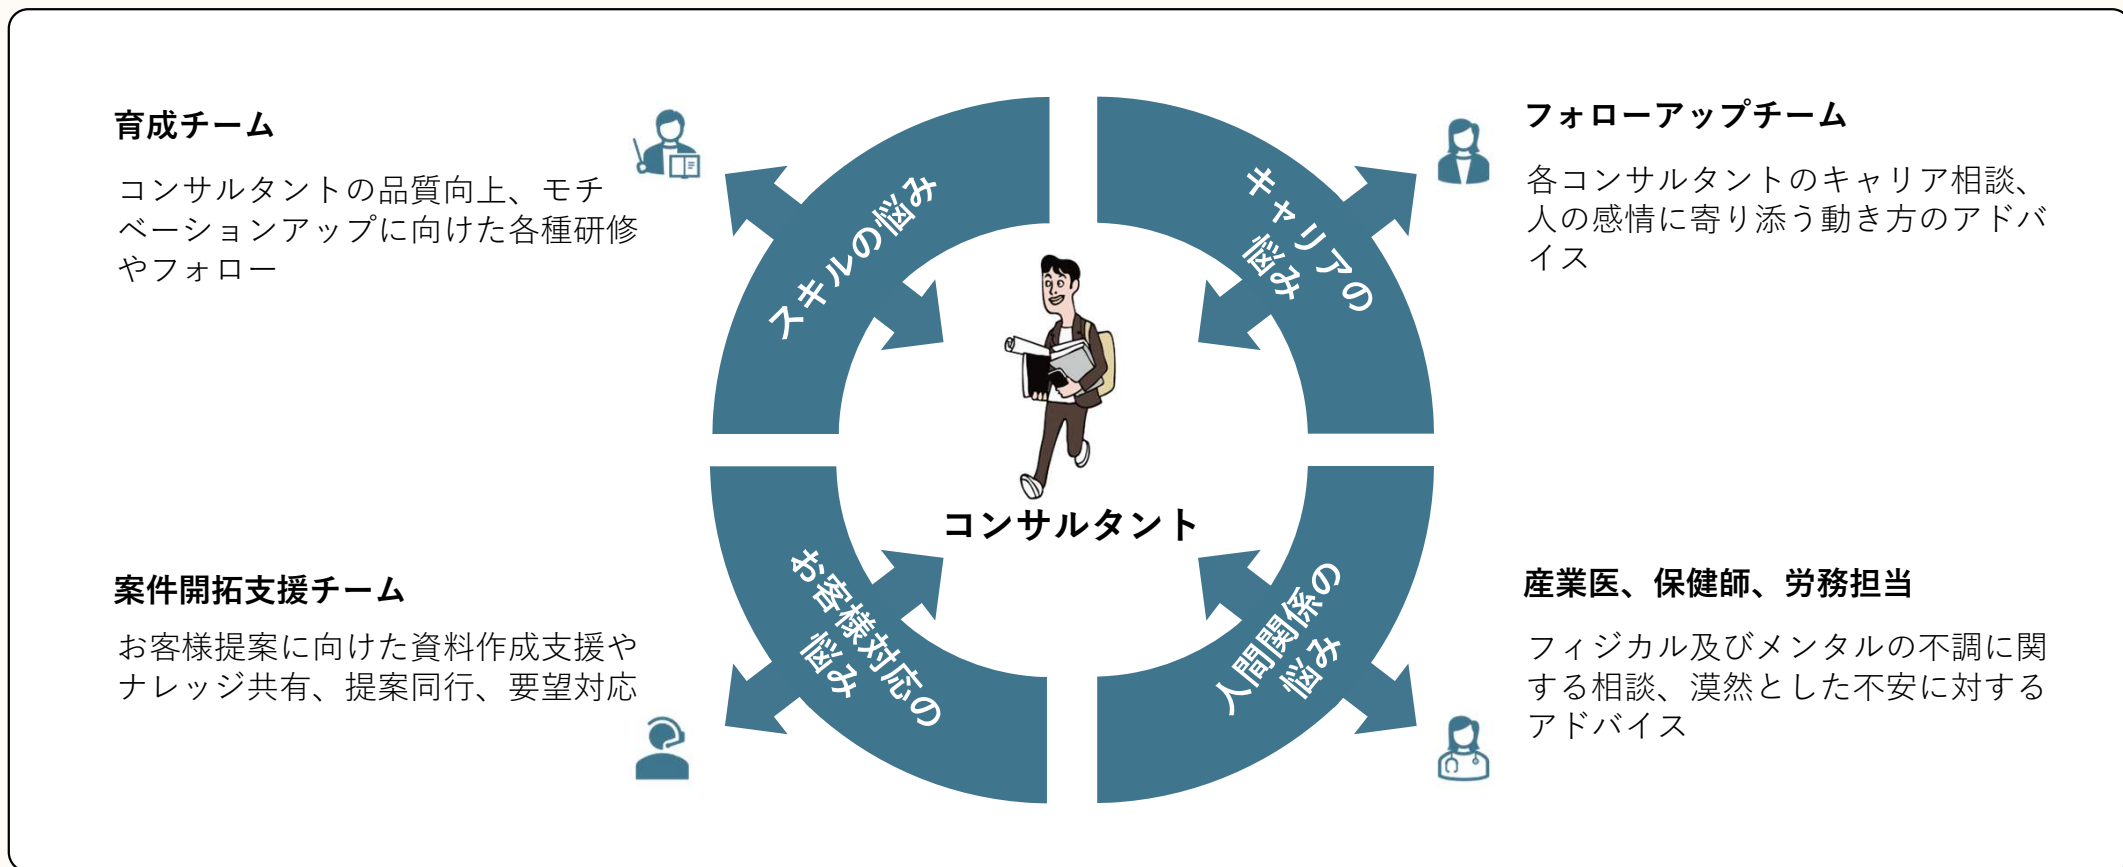 育成チーム
コンサルタントの品質向上、モチ
ベーションアップに向けた各種研修
やフォロー
スキルの悩み
キャリアの
悩み
フォローアップチーム
各コンサルタントのキャリア相談、
人の感情に寄り添う動き方のアドバ
イス
コンサルタント
案件開拓支援チーム
お客様提案に向けた資料作成支援や
ナレッジ共有、提案同行、要望対応
お客様対応の
悩み
人間関係の
悩み
産業医、保健師、労務担当
フィジカル及びメンタルの不調に関
する相談、漠然とした不安に対する
アドバイス